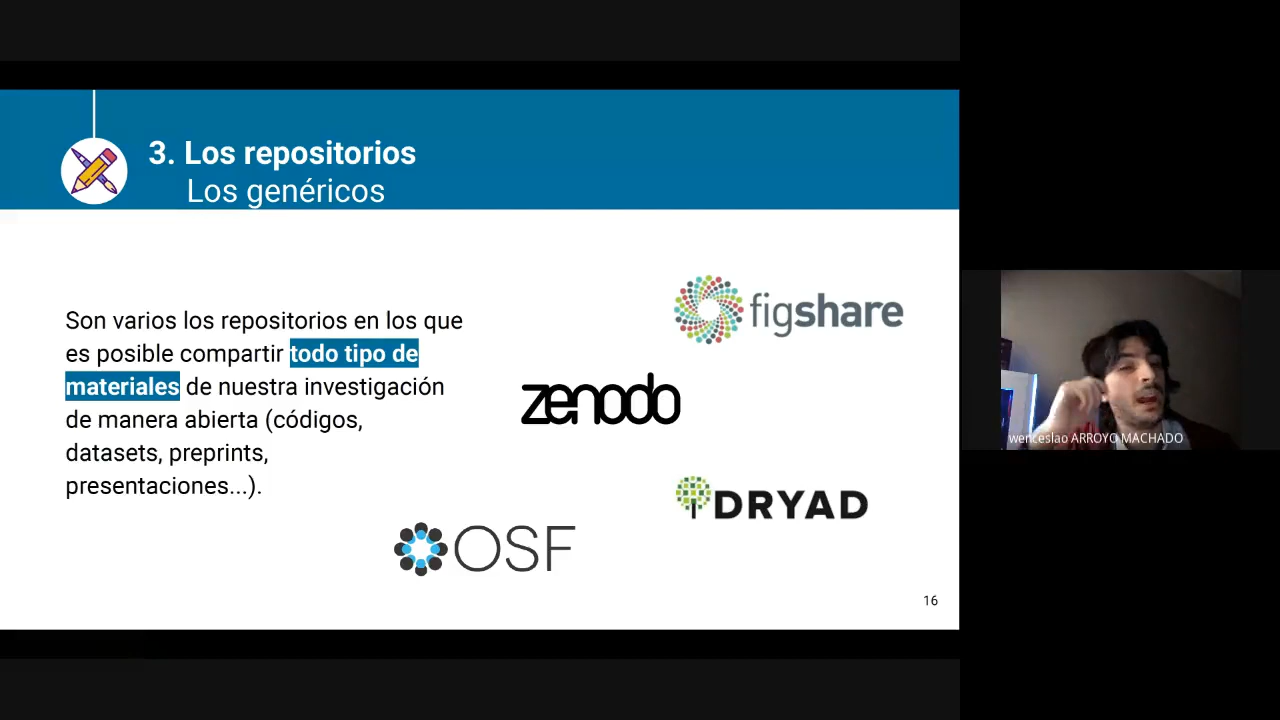 3. Los repositorios
Los genéricos
Son varios los repositorios en los que
es posible compartir todo tipo de
materiales de nuestra investigación
de manera abierta (códigos,
datasets, preprints,
presentaciones...).
figshare
zenodo
DRYAD
OSF
16
wenceslao ARROYO MACHADO